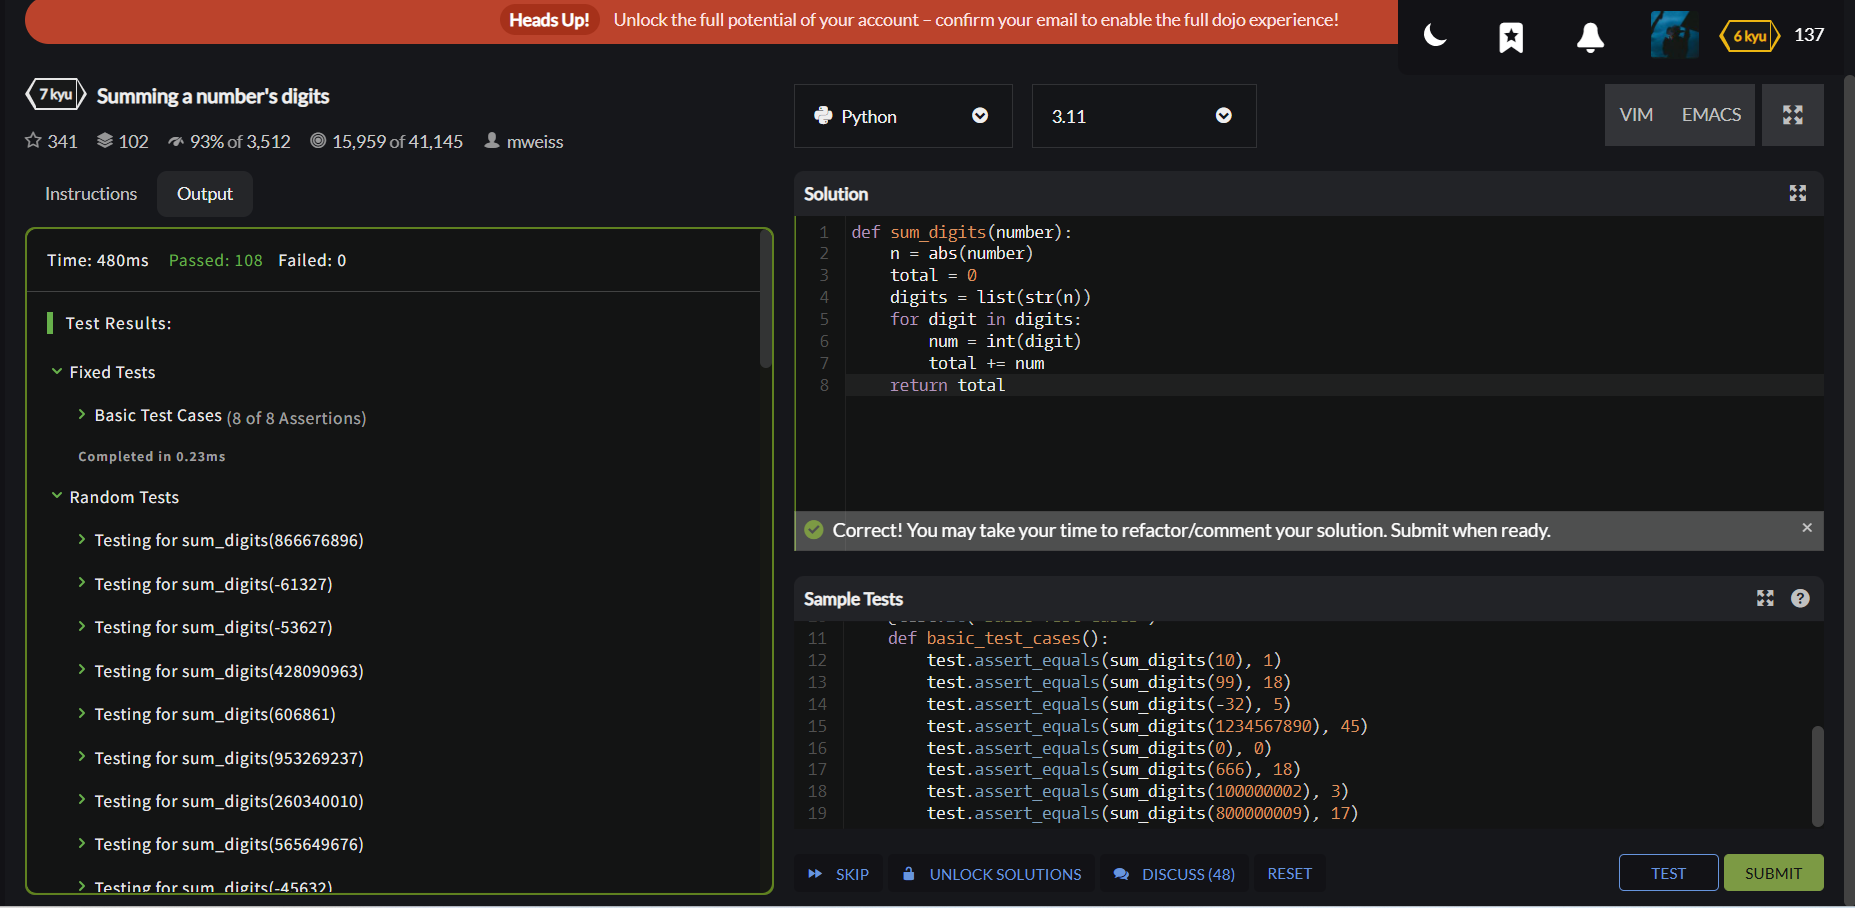 Heads Up! Unlock the full potential of your account – confirm your email to enable the full dojo experience!
6 kyu 137
7 kyu Summing a number's digits
341 102 93% of 3,512 15,959 of 41,145 mweiss
Instructions Output
Time: 480ms Passed: 108 Failed: 0
Test Results:
Fixed Tests
Basic Test Cases (8 of 8 Assertions)
Completed in 0.23ms
Random Tests
Testing for sum_digits(866676896)
Testing for sum_digits(-61327)
Testing for sum_digits(-53627)
Testing for sum_digits(428090963)
Testing for sum_digits(606861)
Testing for sum_digits(953269237)
Testing for sum_digits(260340010)
Testing for sum_digits(565649676)
Testing for sum_digits(-45632)
Python 3.11 VIM EMACS
Solution
1 def sum_digits(number):
2 n = abs(number)
3 total = 0
4 digits = list(str(n))
5 for digit in digits:
6 num = int(digit)
7 total += num
8 return total
Correct! You may take your time to refactor/comment your solution. Submit when ready.
Sample Tests
11 def basic_test_cases():
12 test.assert_equals(sum_digits(10), 1)
13 test.assert_equals(sum_digits(99), 18)
14 test.assert_equals(sum_digits(-32), 5)
15 test.assert_equals(sum_digits(1234567890), 45)
16 test.assert_equals(sum_digits(0), 0)
17 test.assert_equals(sum_digits(666), 18)
18 test.assert_equals(sum_digits(100000002), 3)
19 test.assert_equals(sum_digits(800000009), 17)
SKIP UNLOCK SOLUTIONS DISCUSS (48) RESET TEST SUBMIT